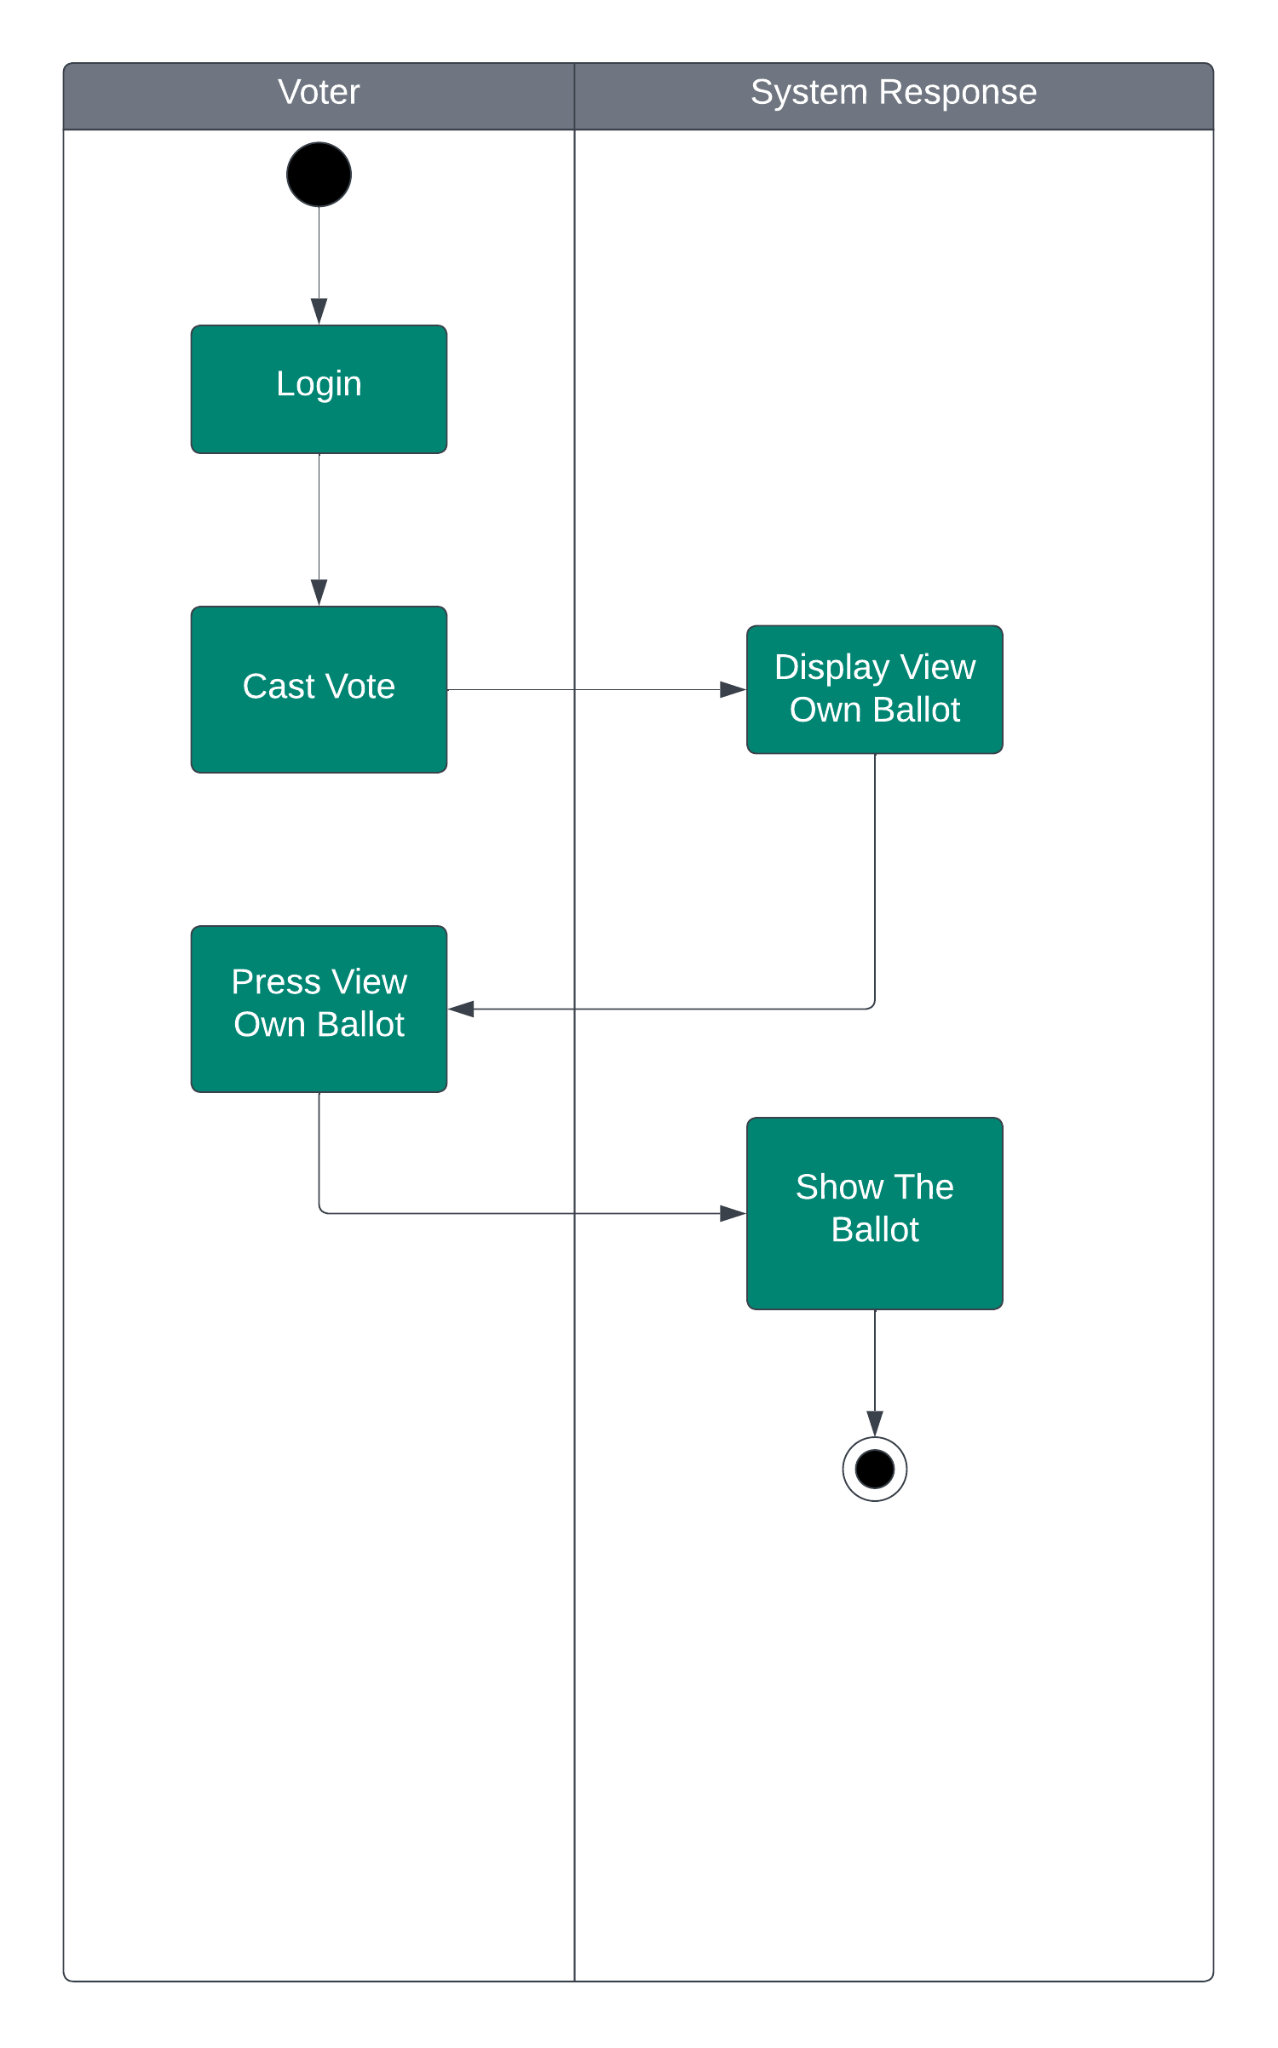 Voter
System Response
Login
Cast Vote
Display View
Own Ballot
Press View
Own Ballot
Show The
Ballot